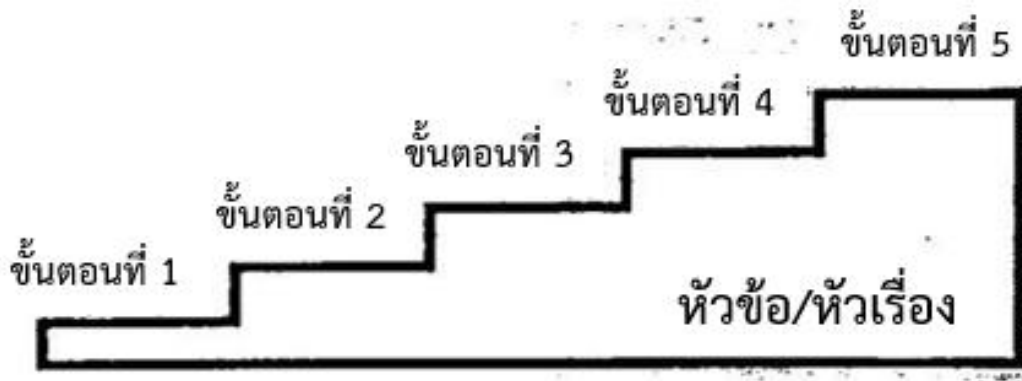 ขั้นตอนที่ 5
ขั้นตอนที่ 4
ขั้นตอนที่ 3
ขั้นตอนที่ 2
ขั้นตอนที่ 1
หัวข้อ/หัวเรื่อง